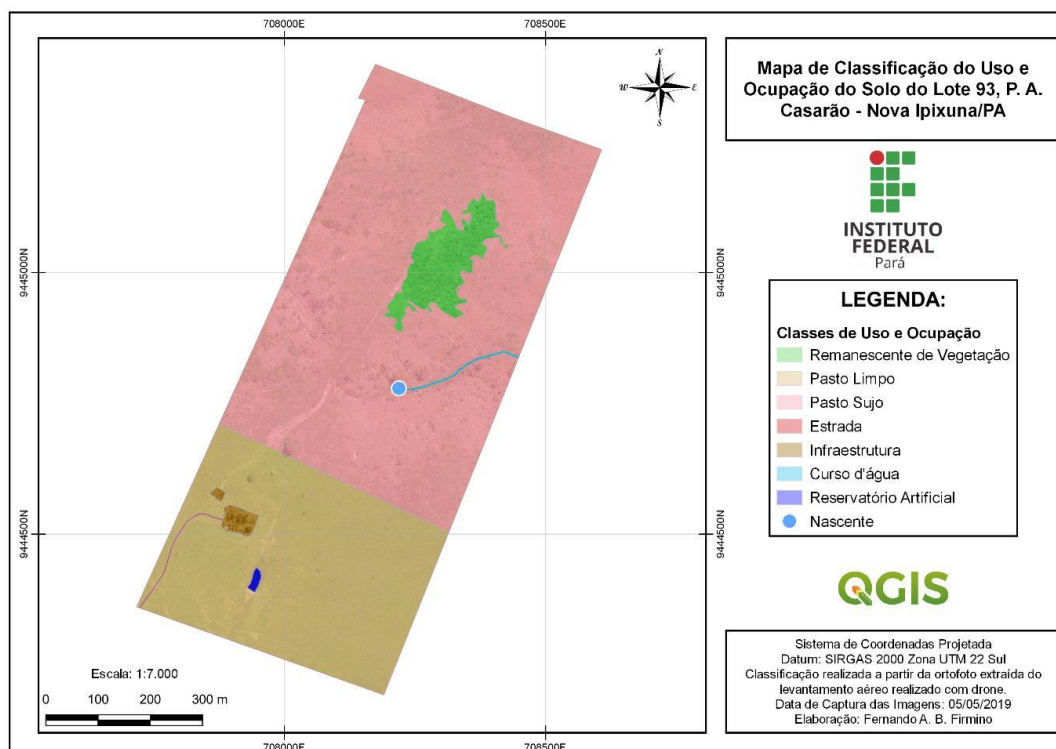 708000E
708500E
Mapa de Classificação do Uso e
Ocupação do Solo do Lote 93, P. A.
Casarão - Nova Ipixuna/PA
N
W
E
S
INSTITUTO
FEDERAL
Pará
9445000N
9445000N
LEGENDA:
Classes de Uso e Ocupação
Remanescente de Vegetação
Pasto Limpo
Pasto Sujo
Estrada
Infraestrutura
Curso d'água
Reservatório Artificial
Nascente
9444500N
9444500N
QGIS
Escala: 1:7.000
0 100 200 300 m
Sistema de Coordenadas Projetada
Datum: SIRGAS 2000 Zona UTM 22 Sul
Classificação realizada a partir da ortofoto extraída do
levantamento aéreo realizado com drone.
Data de Captura das Imagens: 05/05/2019
Elaboração: Fernando A. B. Firmino
708000E
708500E